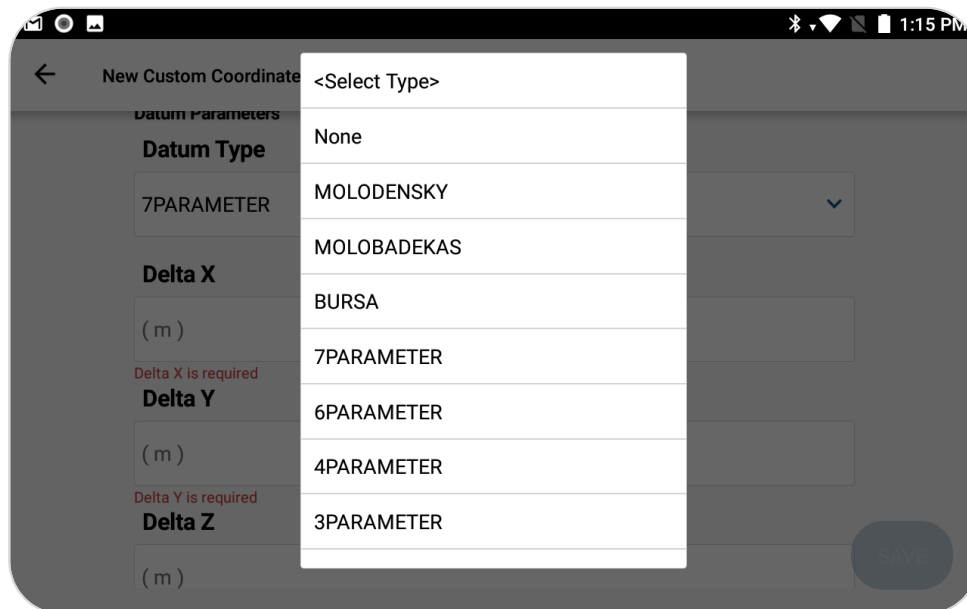 1:15 PM
New Custom Coordinate
Datum Parameters
Datum Type
7PARAMETER
Delta X
( m )
Delta X is required
Delta Y
( m )
Delta Y is required
Delta Z
( m )
SAVE
<Select Type>
None
MOLODENSKY
MOLOBADEKAS
BURSA
7PARAMETER
6PARAMETER
4PARAMETER
3PARAMETER